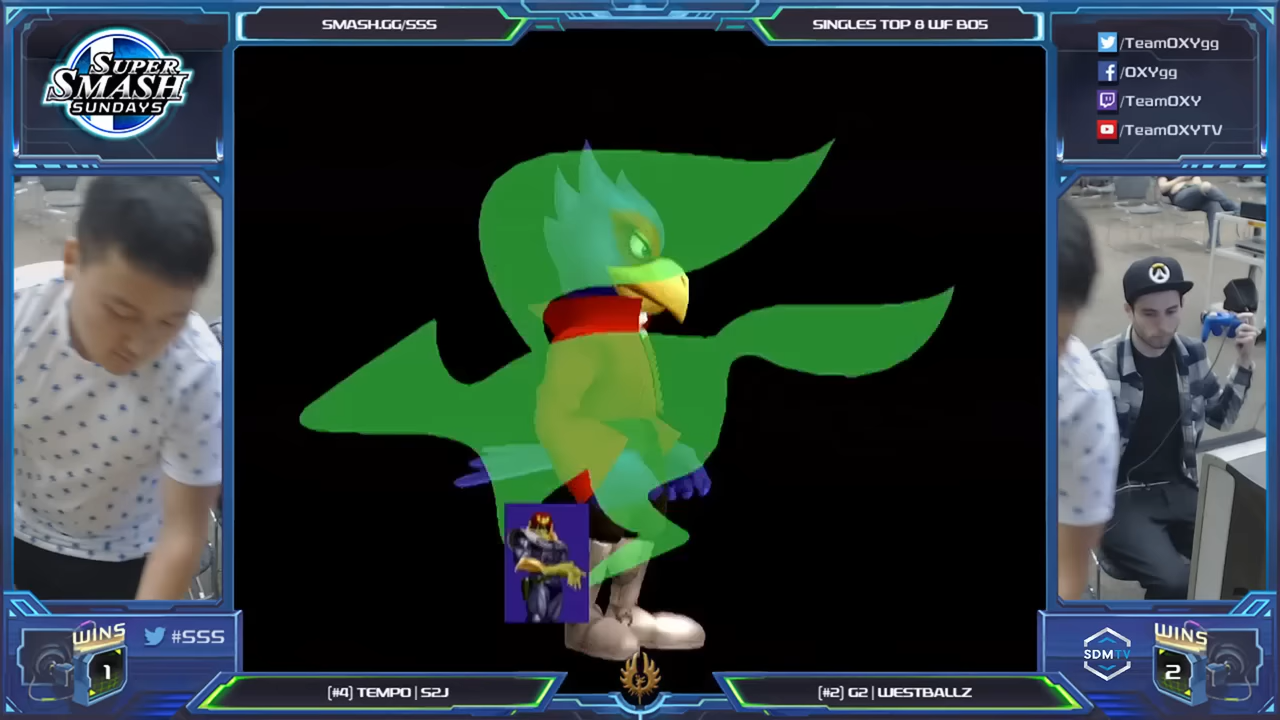 SMASH.GG/SSS
SINGLES TOP 8 WF BO5
SUPER
SMASH
SUNDAYS
/TeamOXYgg
/OXYgg
/TeamOXY
/TeamOXYTV
WINS
1
#SSS
SDMTV
WINS
2
(#4) TEMPO | S2J
(#2) G2 | WESTBALLZ